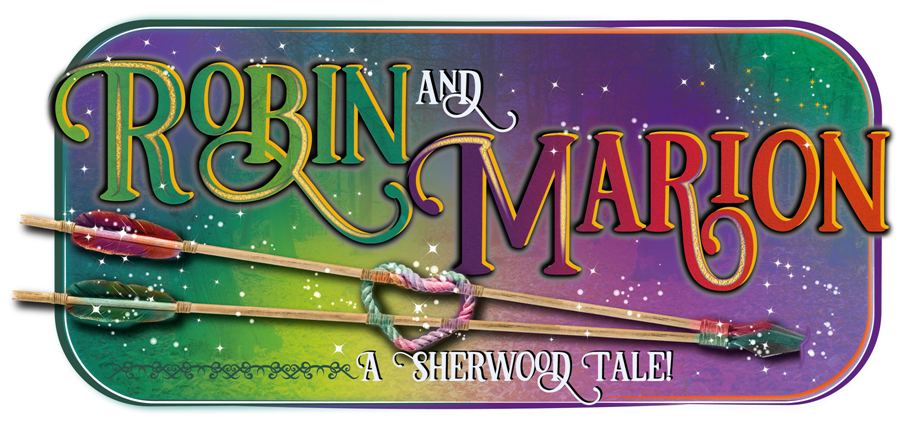 ROBIN AND
MARION
A SHERWOOD TALE!